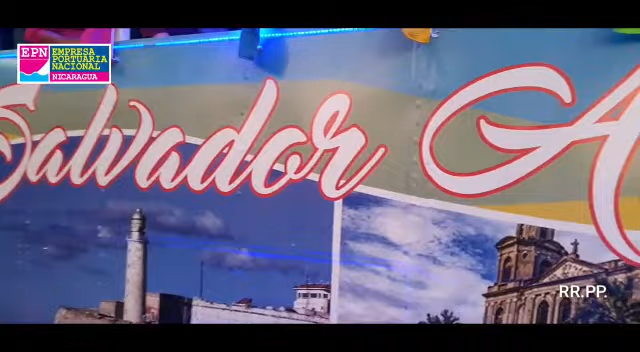 EPN
EMPRESA
PORTUARIA
NACIONAL
NICARAGUA
Salvador A
RR.PP.